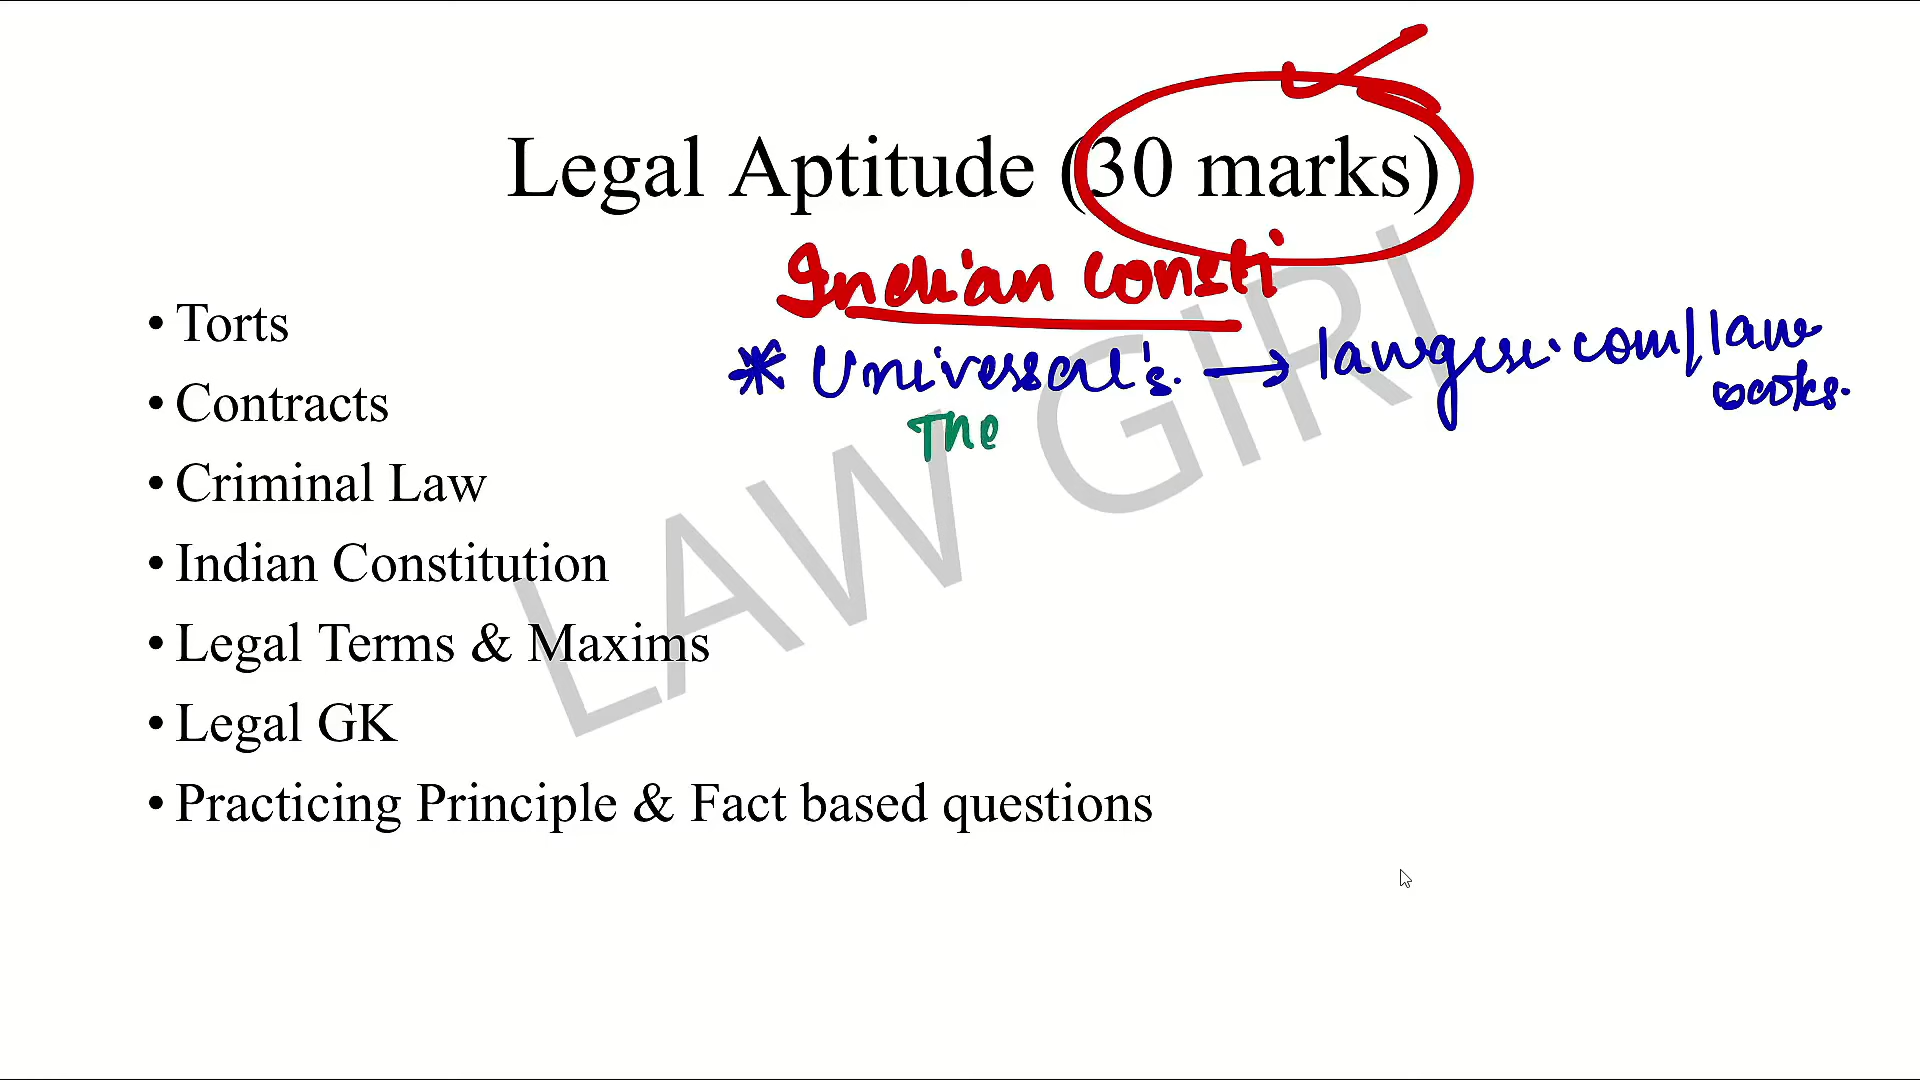 Legal Aptitude (30 marks)
Indian Consti
• Torts
* Universal's. → lawgiri.com/law books.
• Contracts
The
• Criminal Law
• Indian Constitution
• Legal Terms & Maxims
• Legal GK
• Practicing Principle & Fact based questions
LAW GIRI